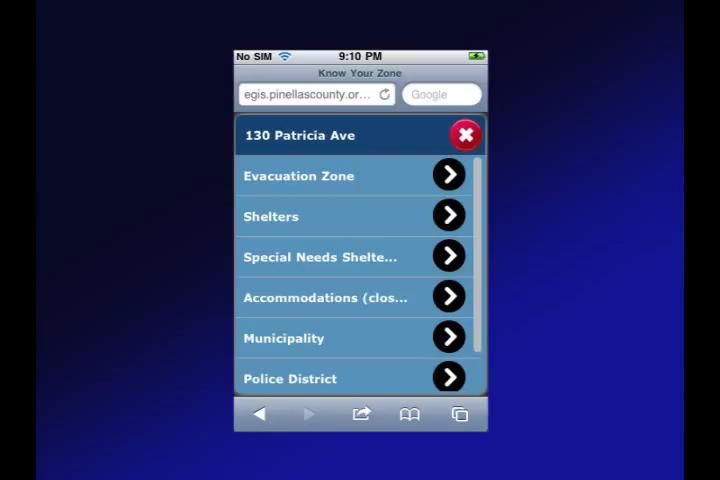 No SIM 9:10 PM
Know Your Zone
egis.pinellascounty.or... Google
130 Patricia Ave
Evacuation Zone
Shelters
Special Needs Shelte...
Accommodations (clos...
Municipality
Police District